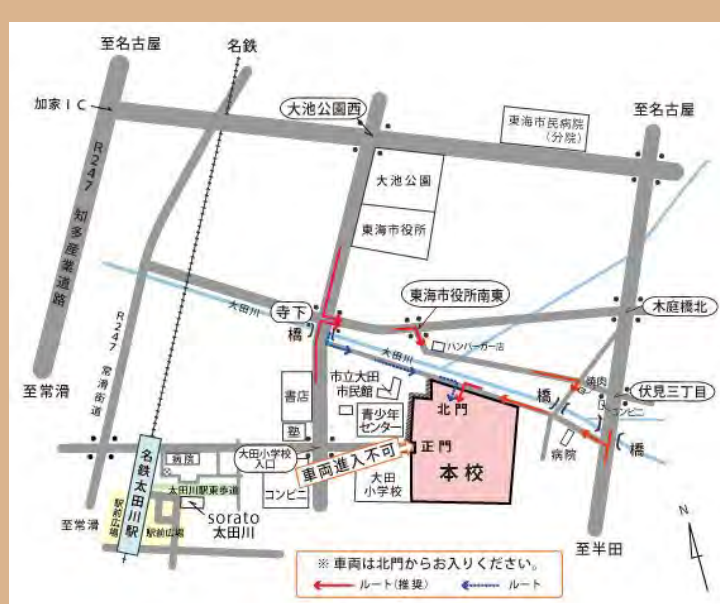 至名古屋
名鉄
加家IC
大池公園西
至名古屋
東海市民病院
(分院)
R247 知多産業道路
大池公園
東海市役所
大田川
寺下
東海市役所南東
木庭橋北
橋
ハンバーガー店
大田川
R247 常滑街道
至常滑
焼肉
市立大田
市民館
書店
橋
コンビニ
伏見三丁目
北門
青少年
センター
塾
病院
橋
大田小学校
入口
車両進入不可
正門
本校
病院
名鉄太田川駅
太田川駅東歩道
コンビニ
大田
小学校
駅前広場
sorato
太田川
駅前広場
至常滑
至半田
N
※ 車両は北門からお入りください。
ルート(推奨)
ルート